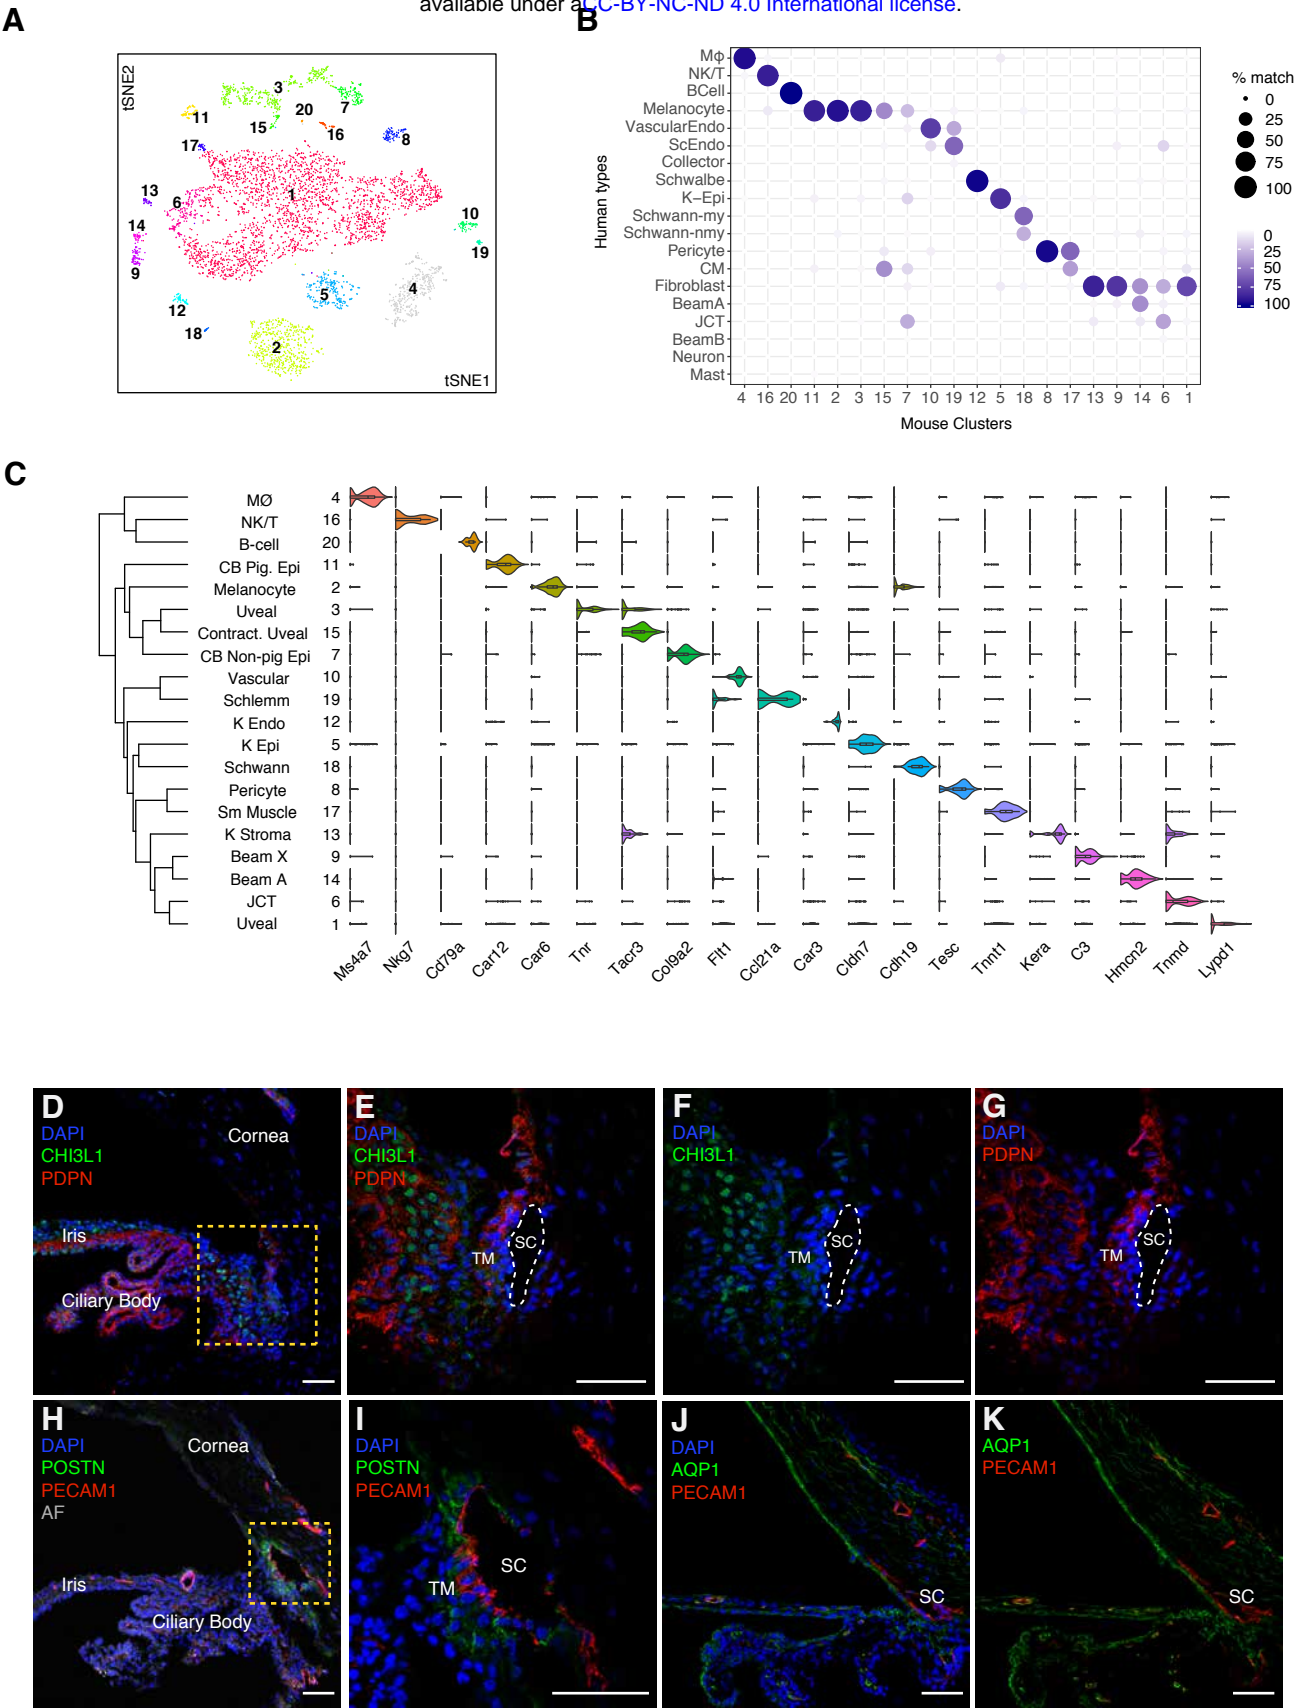 available under aCC-BY-NC-ND 4.0 International license.
A
tSNE2
3
7
11
15
20
16
8
17
13
6
1
14
10
9
19
5
4
12
18
2
tSNE1
B
Human types
Mφ
NK/T
BCell
Melanocyte
VascularEndo
ScEndo
Collector
Schwalbe
K−Epi
Schwann-my
Schwann-nmy
Pericyte
CM
Fibroblast
BeamA
JCT
BeamB
Neuron
Mast
4 16 20 11 2 3 15 7 10 19 12 5 18 8 17 13 9 14 6 1
Mouse Clusters
% match
0
25
50
75
100
0
25
50
75
100
C
MØ 4
NK/T 16
B-cell 20
CB Pig. Epi 11
Melanocyte 2
Uveal 3
Contract. Uveal 15
CB Non-pig Epi 7
Vascular 10
Schlemm 19
K Endo 12
K Epi 5
Schwann 18
Pericyte 8
Sm Muscle 17
K Stroma 13
Beam X 9
Beam A 14
JCT 6
Uveal 1
Ms4a7 Nkg7 Cd79a Car12 Car6 Tnr Tacr3 Col9a2 Flt1 Ccl21a Car3 Cldn7 Cdh19 Tesc Tnnt1 Kera C3 Hmcn2 Tnmd Lypd1
D
DAPI
CHI3L1
PDPN
Cornea
Iris
Ciliary Body
E
DAPI
CHI3L1
PDPN
TM
SC
F
DAPI
CHI3L1
TM
SC
G
DAPI
PDPN
TM
SC
H
DAPI
POSTN
PECAM1
AF
Cornea
Iris
Ciliary Body
I
DAPI
POSTN
PECAM1
SC
TM
J
DAPI
AQP1
PECAM1
SC
K
AQP1
PECAM1
SC